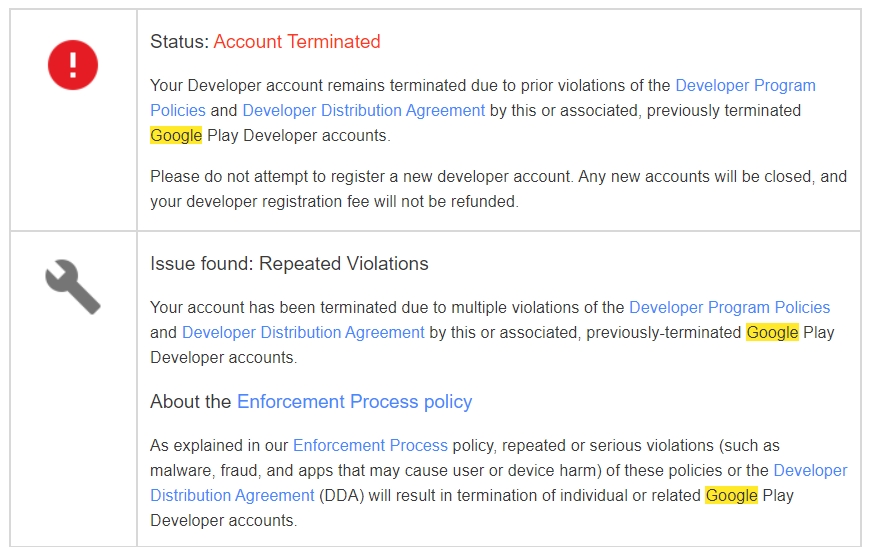 Status: Account Terminated
Your Developer account remains terminated due to prior violations of the Developer Program
Policies and Developer Distribution Agreement by this or associated, previously terminated
Google Play Developer accounts.
Please do not attempt to register a new developer account. Any new accounts will be closed, and
your developer registration fee will not be refunded.
Issue found: Repeated Violations
Your account has been terminated due to multiple violations of the Developer Program Policies
and Developer Distribution Agreement by this or associated, previously-terminated Google Play
Developer accounts.
About the Enforcement Process policy
As explained in our Enforcement Process policy, repeated or serious violations (such as
malware, fraud, and apps that may cause user or device harm) of these policies or the Developer
Distribution Agreement (DDA) will result in termination of individual or related Google Play
Developer accounts.